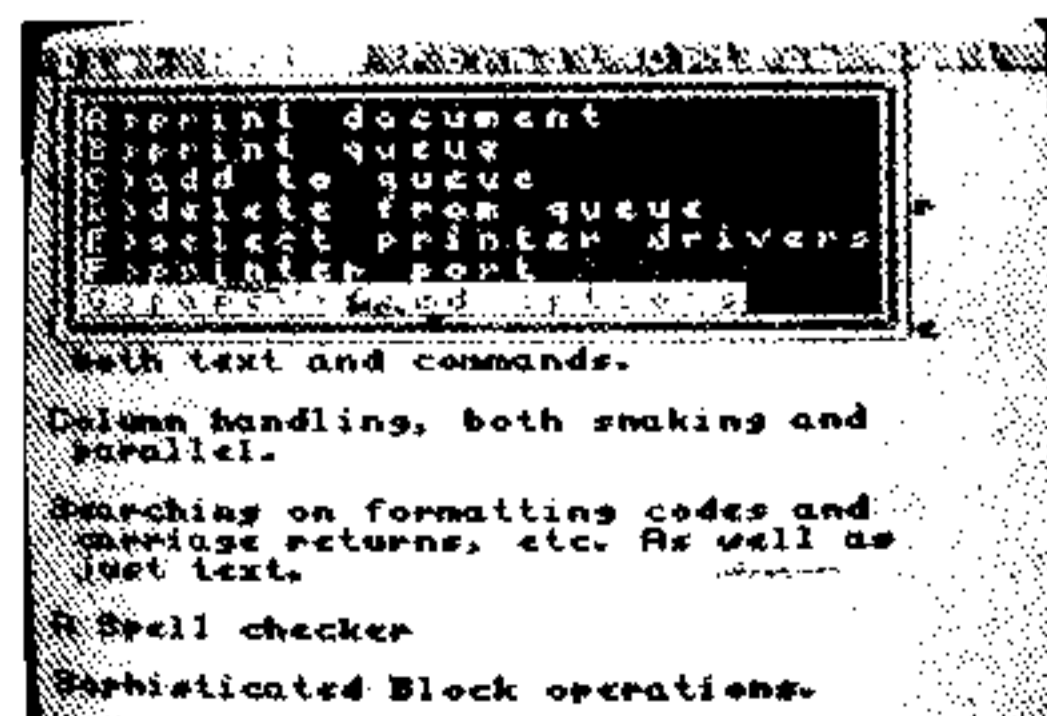 A)print document
B)print queue
C)add to queue
D)delete from queue
E)select printer drivers
F)printer port
options
both text and commands.
Column handling, both snaking and
parallel.
Searching on formatting codes and
carriage returns, etc. As well as
just text.
A Spell checker
Sophisticated Block operations.